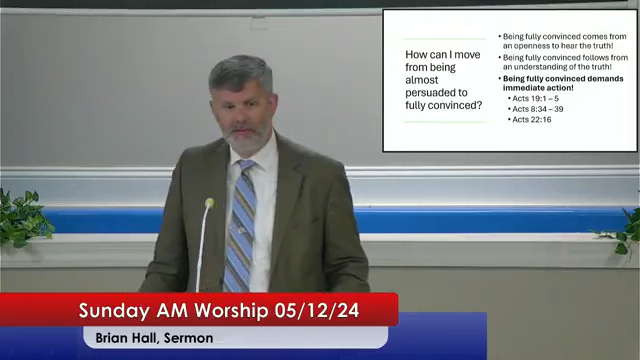 How can I move
from being
almost
persuaded to
fully convinced?
• Being fully convinced comes from
an openness to hear the truth!
• Being fully convinced follows from
an understanding of the truth!
• Being fully convinced demands
immediate action!
• Acts 19:1 – 5
• Acts 8:34 – 39
• Acts 22:16
Sunday AM Worship 05/12/24
Brian Hall, Sermon